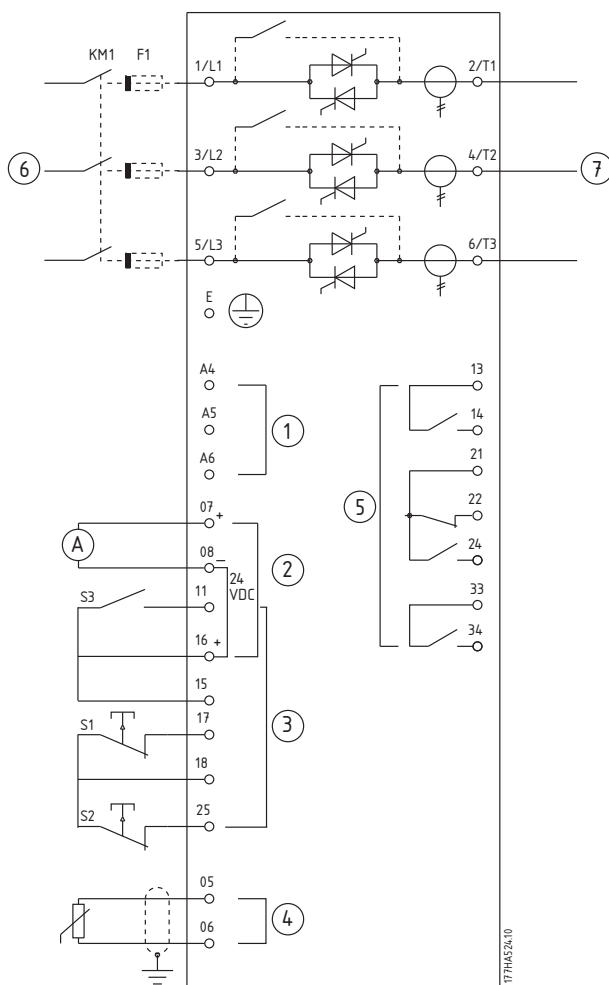 KM1 F1 1/L1 2/T1
6 3/L2 4/T2 7
5/L3 6/T3
E
A4 13
A5 1 14
A6 21
07 + 5 22
A 08 – 2 24
24
VDC
S3 11 33
16 + 34
15
S1 17 3
18
S2 25
05
4
06
177HA524.10